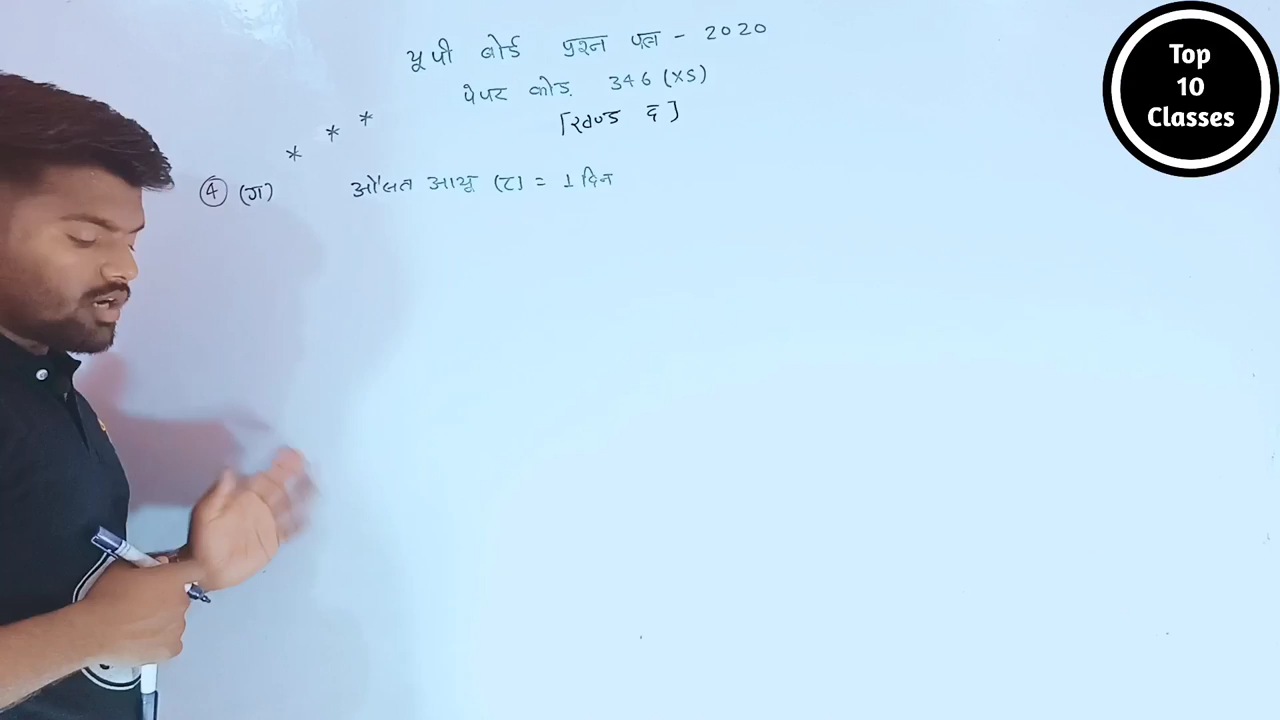 यू पी बोर्ड प्रश्न पत्र - 2020
पेपर कोड. 346 (XS)
[खण्ड द]
* * *
④ (ग) औसत आयू (τ) = 1 दिन
Top
10
Classes